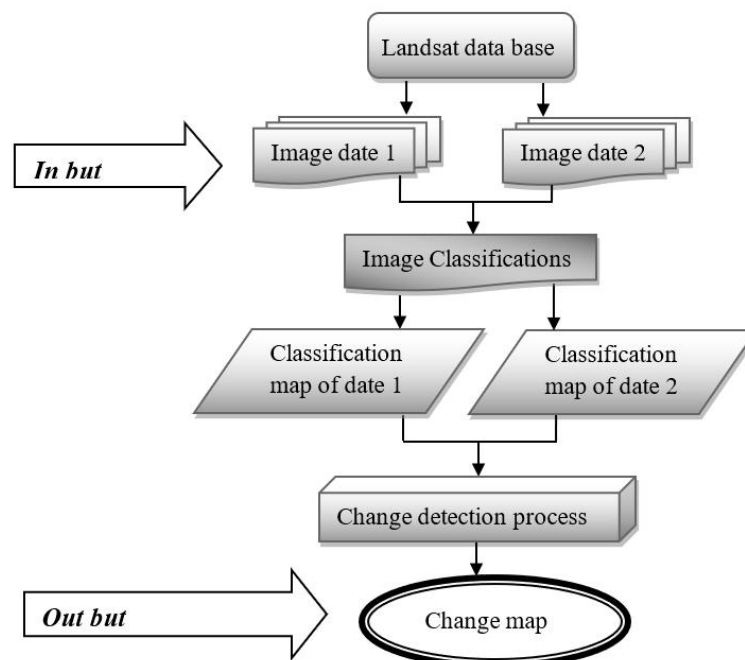 Landsat data base
In but
Image date 1
Image date 2
Image Classifications
Classification
map of date 1
Classification
map of date 2
Change detection process
Out but
Change map